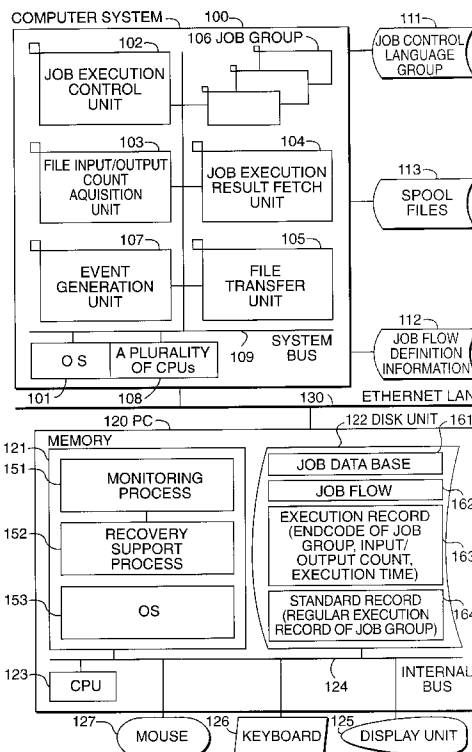 COMPUTER SYSTEM 100
102
JOB EXECUTION
CONTROL
UNIT
106 JOB GROUP
111
JOB CONTROL
LANGUAGE
GROUP
103
FILE INPUT/OUTPUT
COUNT
AQUISITION
UNIT
104
JOB EXECUTION
RESULT FETCH
UNIT
113
SPOOL
FILES
107
EVENT
GENERATION
UNIT
105
FILE
TRANSFER
UNIT
SYSTEM
BUS
109
OS
A PLURALITY
OF CPUs
101
108
112
JOB FLOW
DEFINITION
INFORMATION
130
ETHERNET LAN
120 PC
122 DISK UNIT
161
121
MEMORY
151
MONITORING
PROCESS
152
RECOVERY
SUPPORT
PROCESS
153
OS
JOB DATA BASE
JOB FLOW
162
EXECUTION RECORD
(ENDCODE OF JOB
GROUP, INPUT/
OUTPUT COUNT,
EXECUTION TIME)
163
STANDARD RECORD
(REGULAR EXECUTION
RECORD OF JOB GROUP)
164
123
CPU
124
INTERNAL
BUS
127
MOUSE
126
KEYBOARD
125
DISPLAY UNIT